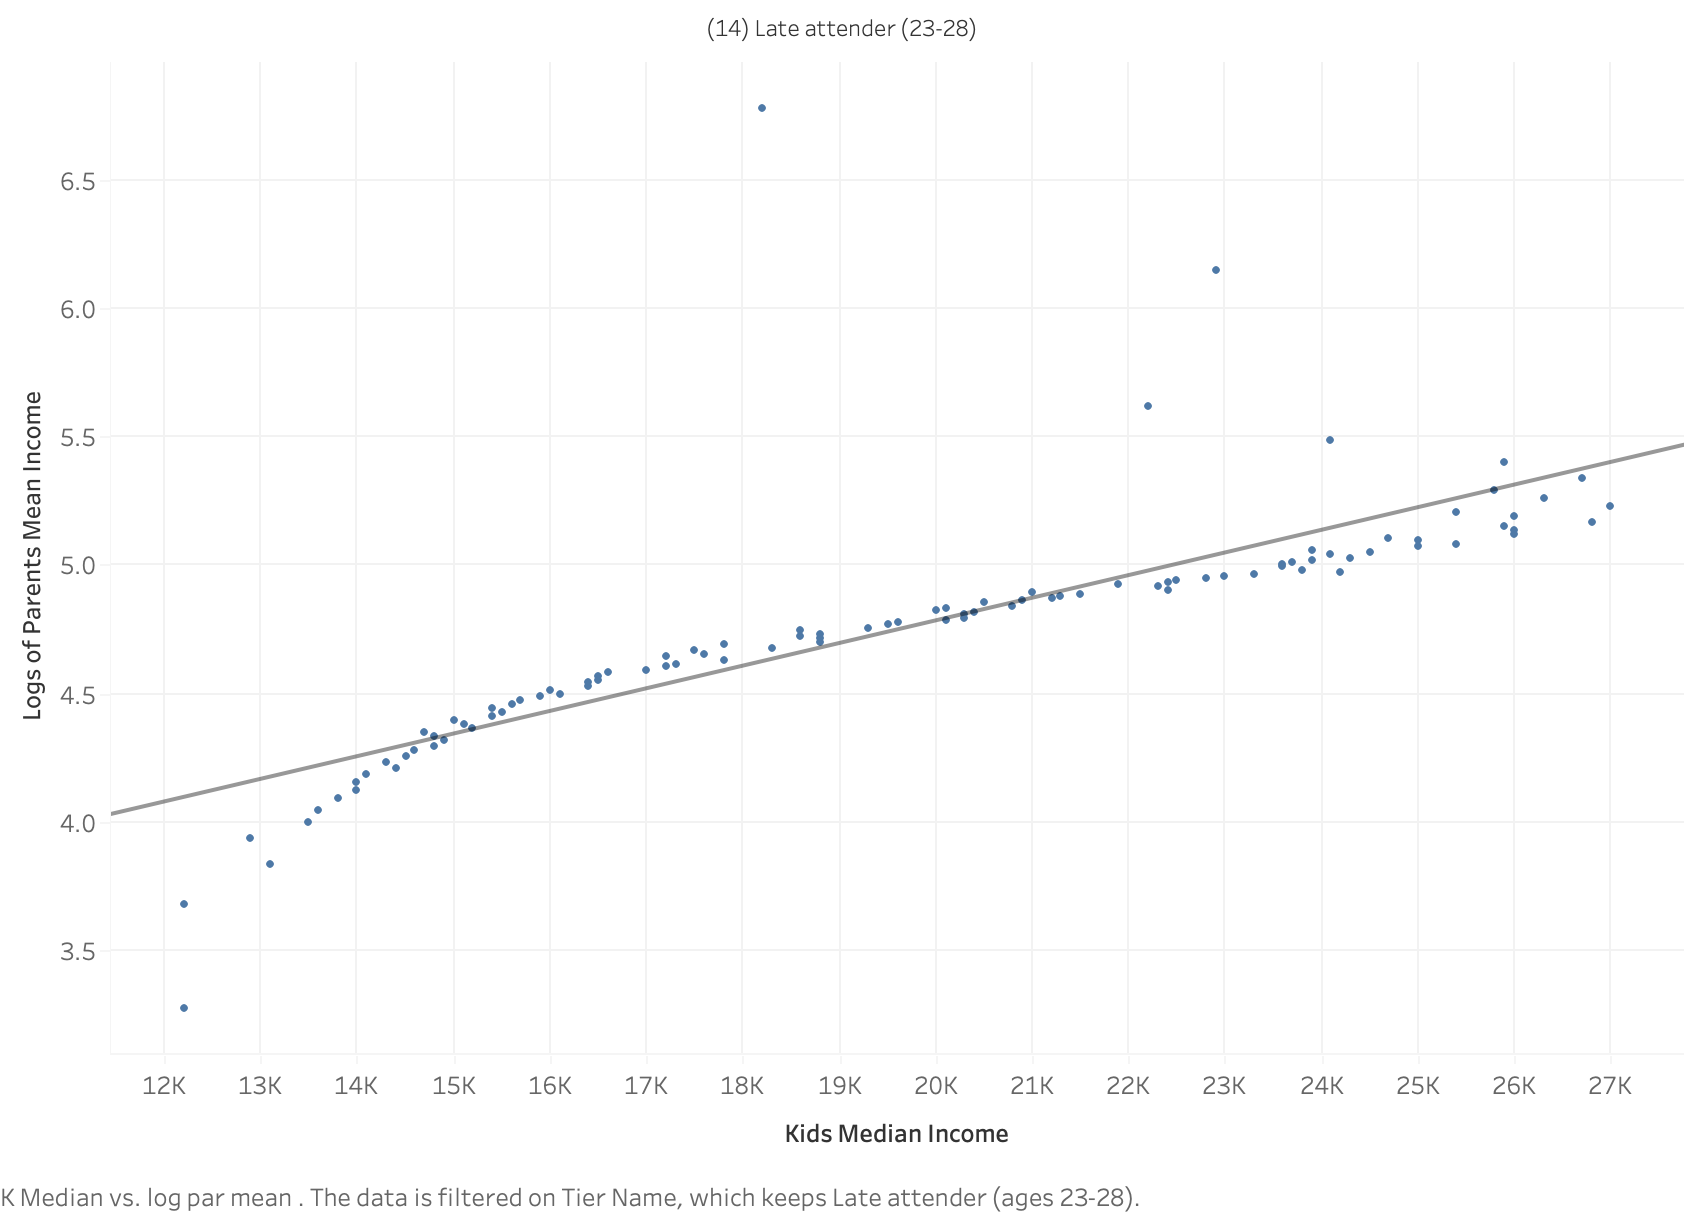 (14) Late attender (23-28)
Logs of Parents Mean Income
6.5
6.0
5.5
5.0
4.5
4.0
3.5
12K 13K 14K 15K 16K 17K 18K 19K 20K 21K 22K 23K 24K 25K 26K 27K
Kids Median Income
K Median vs. log par mean . The data is filtered on Tier Name, which keeps Late attender (ages 23-28).